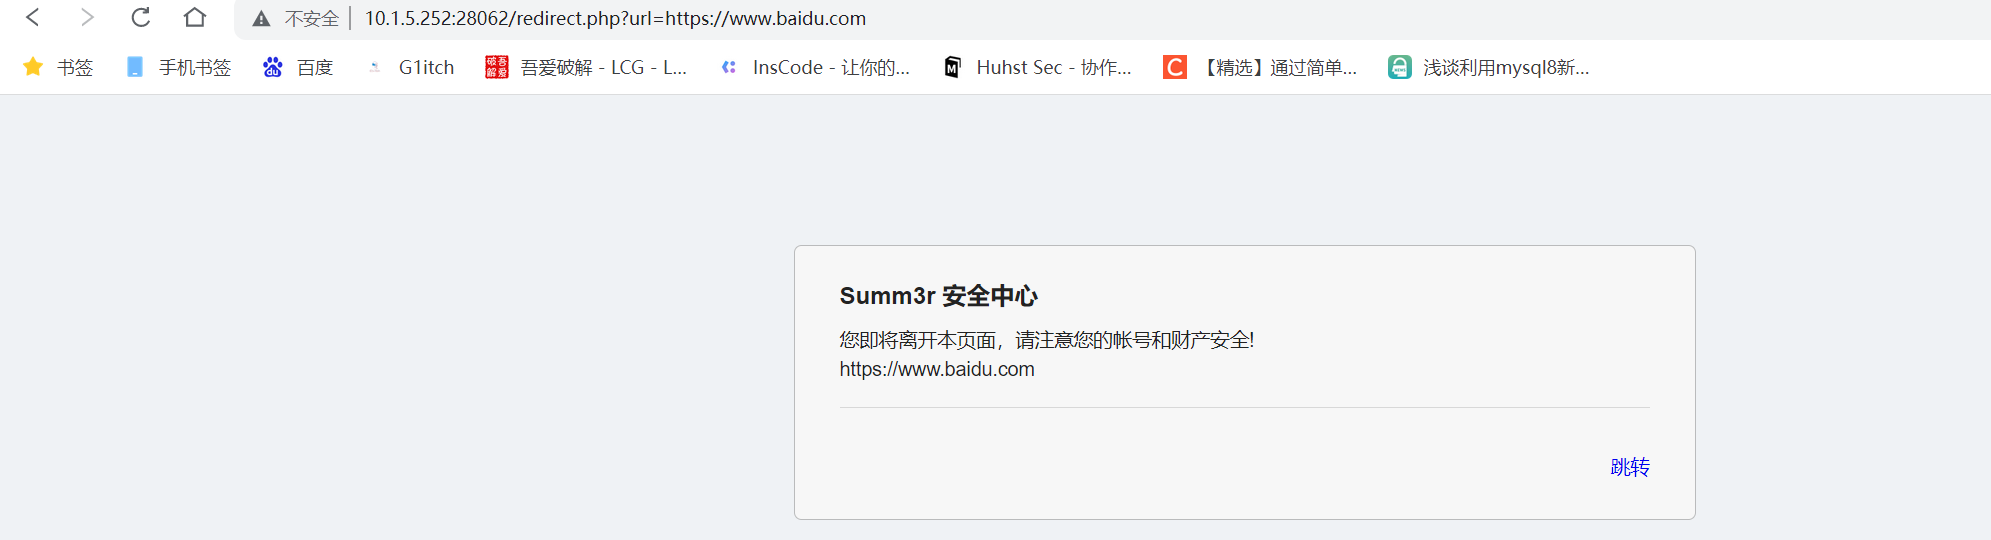 不安全 10.1.5.252:28062/redirect.php?url=https://www.baidu.com
书签 手机书签 百度 G1itch 吾爱破解 - LCG - L... InsCode - 让你的... Huhst Sec - 协作... 【精选】通过简单... 浅谈利用mysql8新...
Summ3r 安全中心
您即将离开本页面，请注意您的帐号和财产安全!
https://www.baidu.com
跳转